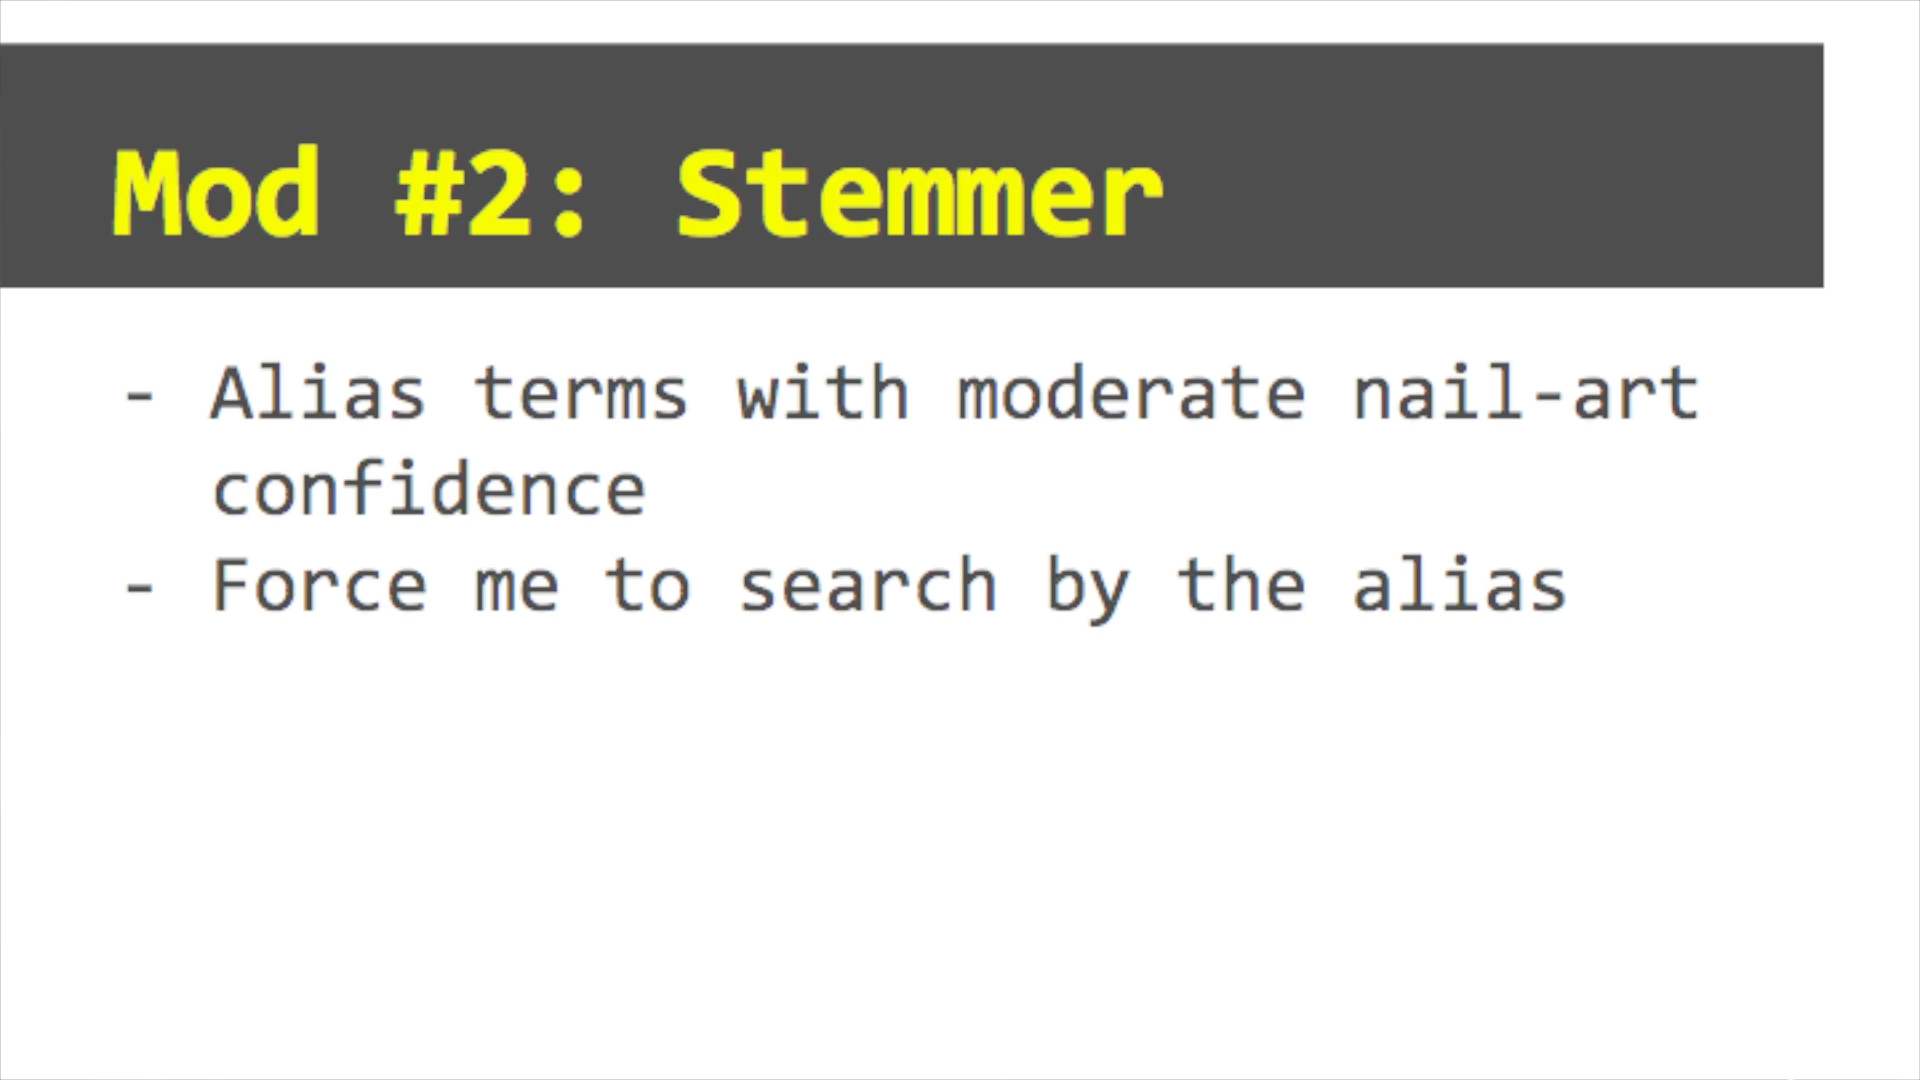 Mod #2: Stemmer
- Alias terms with moderate nail-art
confidence
- Force me to search by the alias